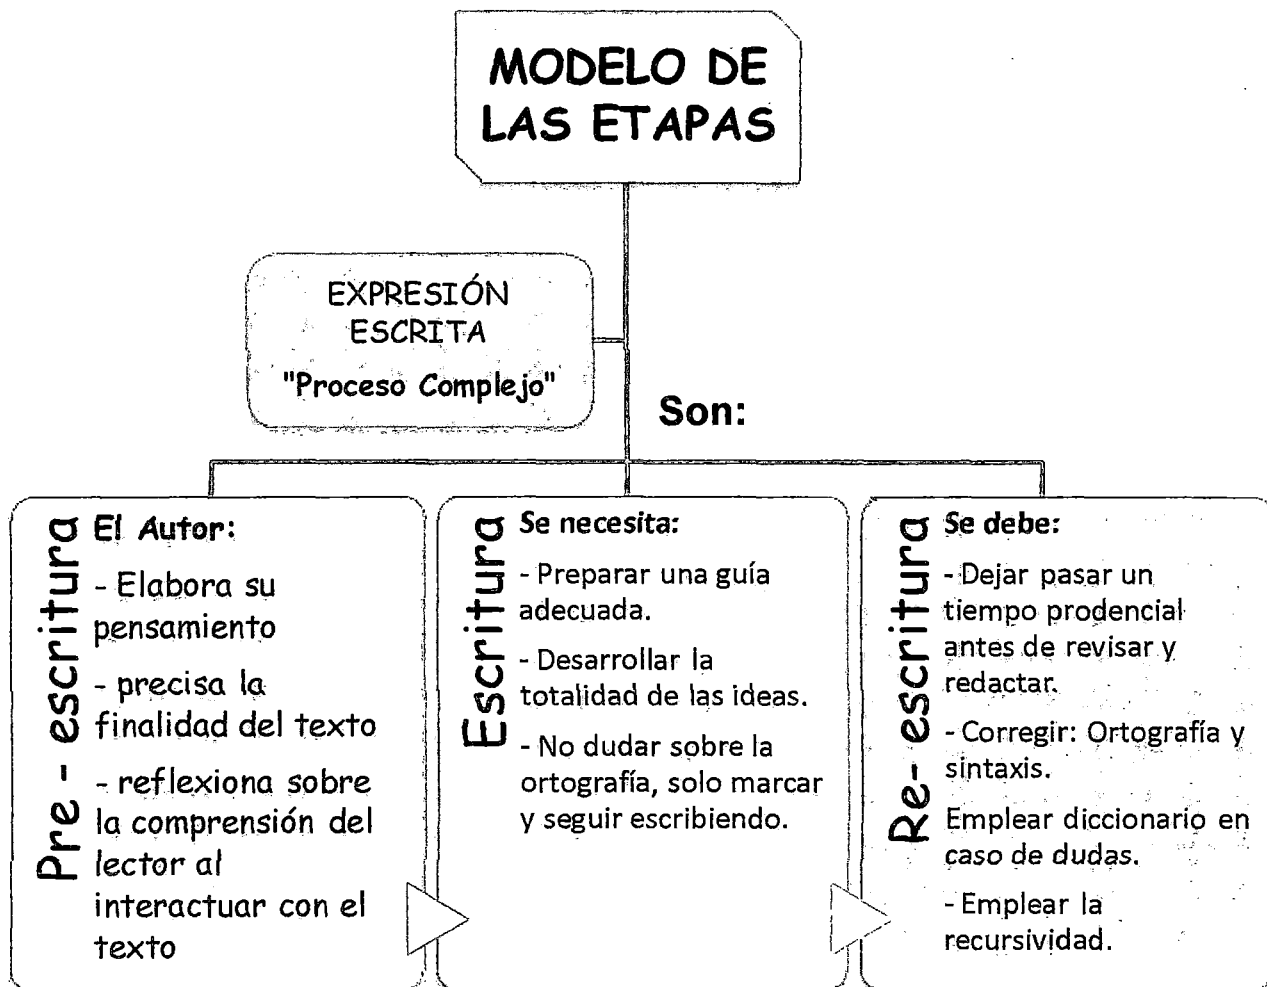 MODELO DE
LAS ETAPAS
EXPRESIÓN
ESCRITA
"Proceso Complejo"
Son:
Pre - escritura
El Autor:
- Elabora su
pensamiento
- precisa la
finalidad del texto
- reflexiona sobre
la comprensión del
lector al
interactuar con el
texto
Escritura
Se necesita:
- Preparar una guía
adecuada.
- Desarrollar la
totalidad de las ideas.
- No dudar sobre la
ortografía, solo marcar
y seguir escribiendo.
Re- escritura
Se debe:
- Dejar pasar un
tiempo prodencial
antes de revisar y
redactar.
- Corregir: Ortografía y
sintaxis.
Emplear diccionario en
caso de dudas.
- Emplear la
recursividad.